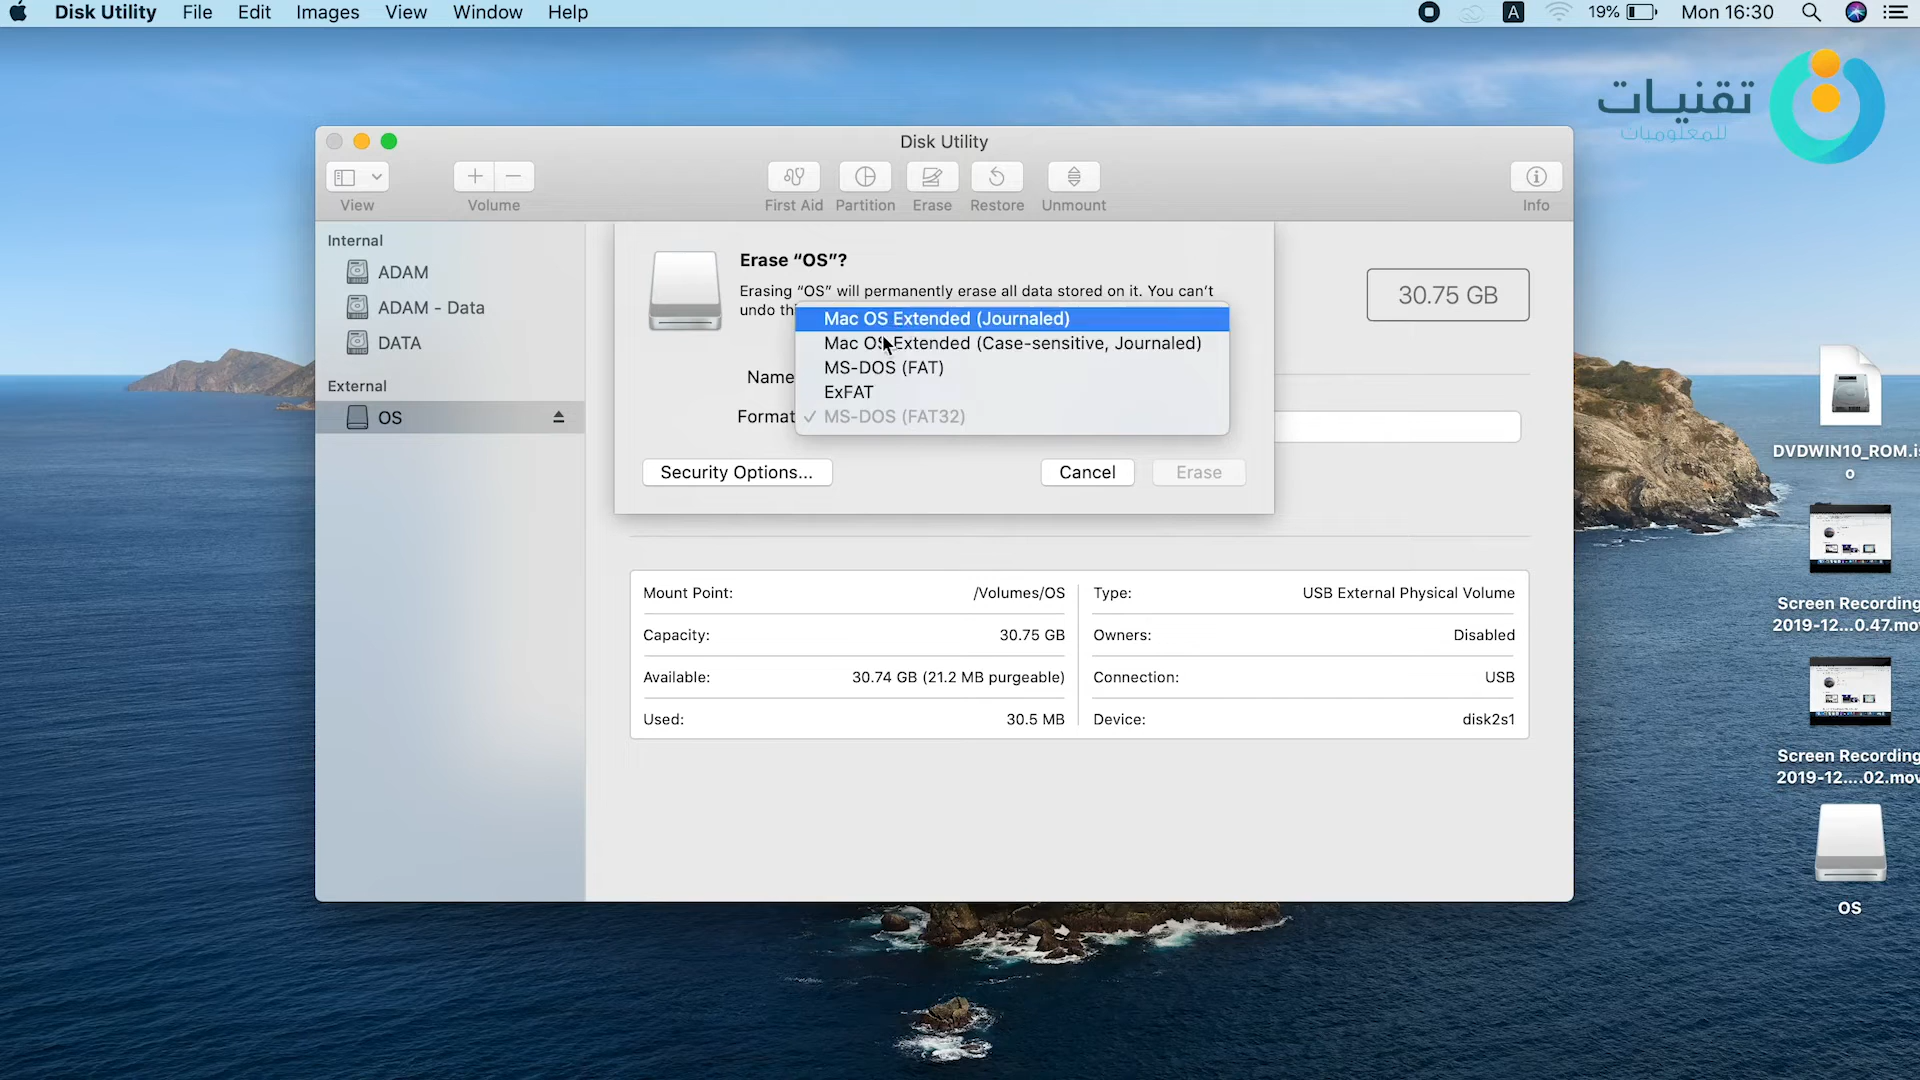 Disk Utility File Edit Images View Window Help
A 19% Mon 16:30
تقنيات
للمعلوميات
Disk Utility
View Volume First Aid Partition Erase Restore Unmount Info
Internal
ADAM
ADAM - Data
DATA
External
OS
Erase “OS”?
Erasing “OS” will permanently erase all data stored on it. You can’t
undo th
Mac OS Extended (Journaled)
Mac OS Extended (Case-sensitive, Journaled)
MS-DOS (FAT)
ExFAT
✓ MS-DOS (FAT32)
Name
Format
Security Options... Cancel Erase
30.75 GB
Mount Point: /Volumes/OS
Capacity: 30.75 GB
Available: 30.74 GB (21.2 MB purgeable)
Used: 30.5 MB
Type: USB External Physical Volume
Owners: Disabled
Connection: USB
Device: disk2s1
DVDWIN10_ROM.is
o
Screen Recording
2019-12...0.47.mov
Screen Recording
2019-12....02.mov
OS